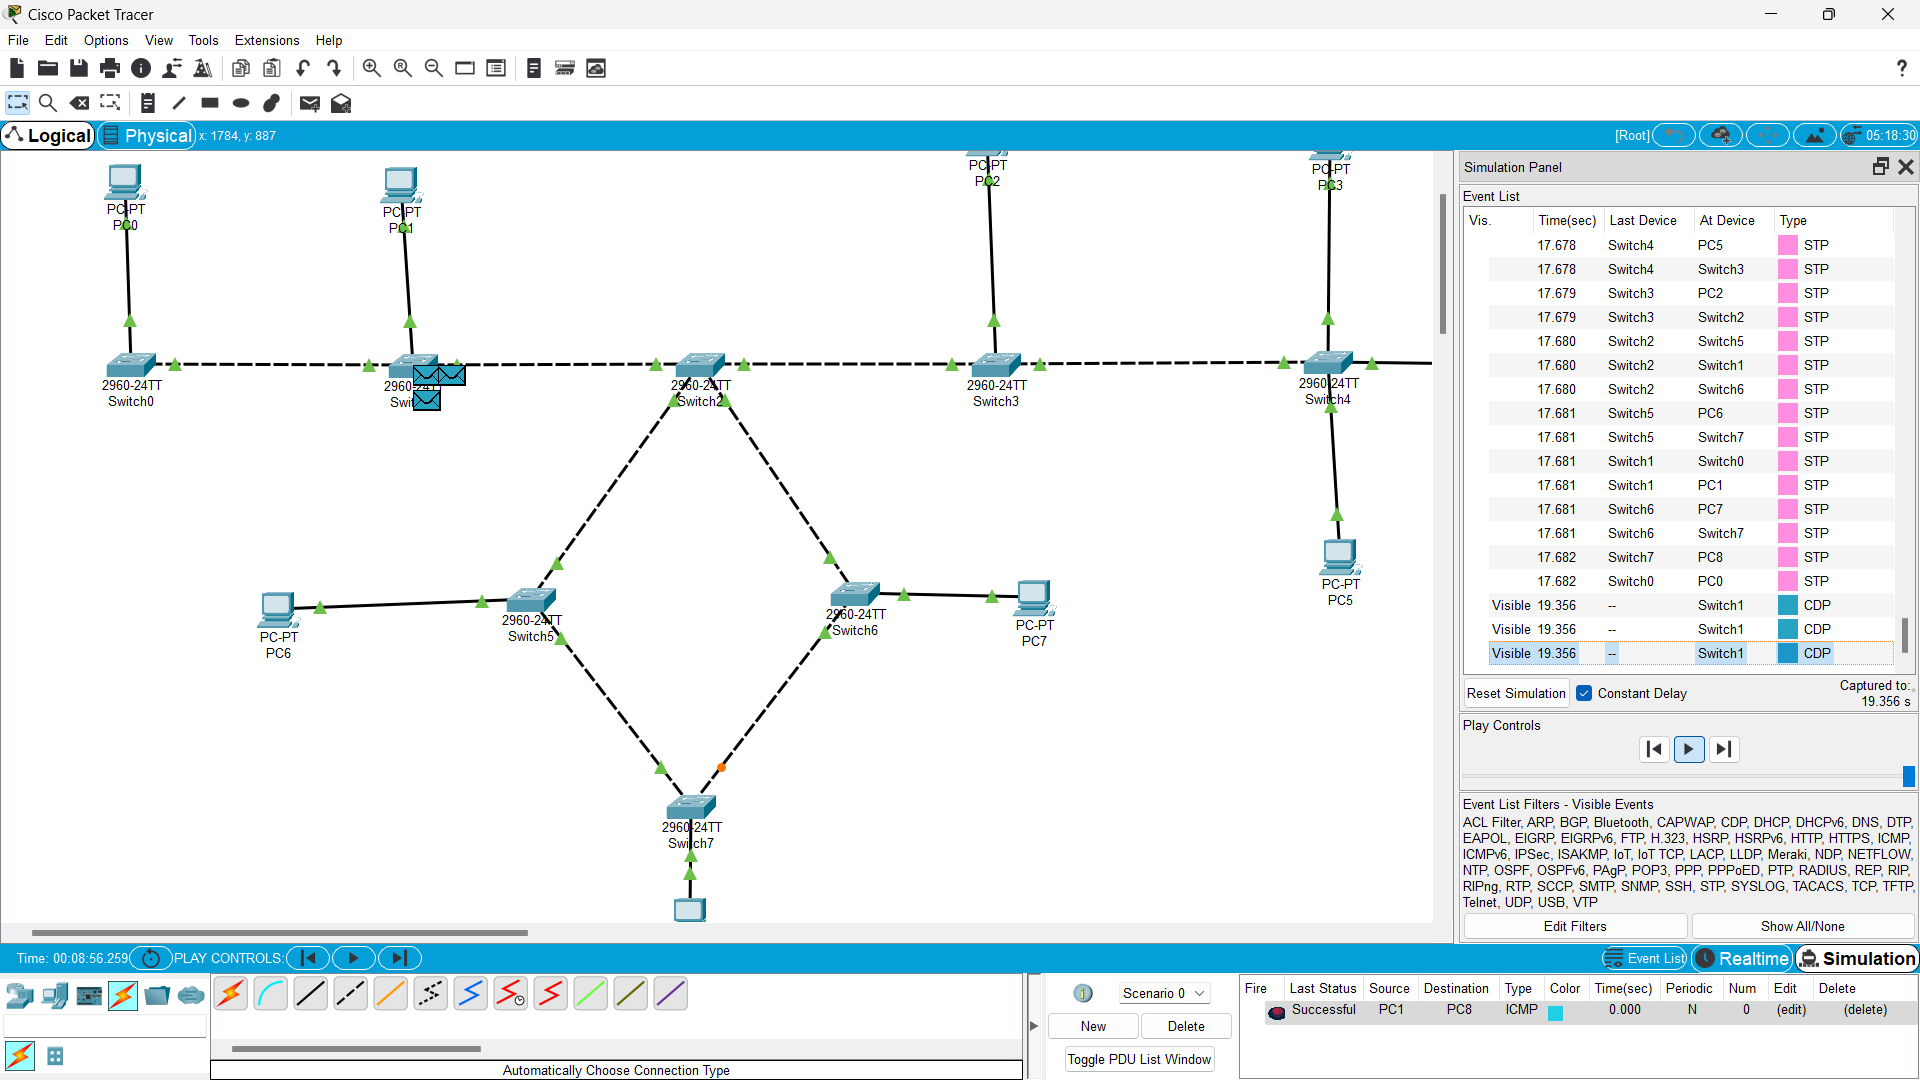 Cisco Packet Tracer
File Edit Options View Tools Extensions Help
Logical Physical x: 1784, y: 887 [Root] 05:18:30
PC-PT
PC0
PC-PT
PC1
PC-PT
PC2
PC-PT
PC3
2960-24TT
Switch0
2960-24TT
2960-24TT
Switch2
2960-24TT
Switch3
2960-24TT
Switch4
PC-PT
PC5
PC-PT
PC6
2960-24TT
Switch5
2960-24TT
Switch6
PC-PT
PC7
2960-24TT
Switch7
Simulation Panel
Event List
Vis. Time(sec) Last Device At Device Type
17.678 Switch4 PC5 STP
17.678 Switch4 Switch3 STP
17.679 Switch3 PC2 STP
17.679 Switch3 Switch2 STP
17.680 Switch2 Switch5 STP
17.680 Switch2 Switch1 STP
17.680 Switch2 Switch6 STP
17.681 Switch5 PC6 STP
17.681 Switch5 Switch7 STP
17.681 Switch1 Switch0 STP
17.681 Switch1 PC1 STP
17.681 Switch6 PC7 STP
17.681 Switch6 Switch7 STP
17.682 Switch7 PC8 STP
17.682 Switch0 PC0 STP
Visible 19.356 -- Switch1 CDP
Visible 19.356 -- Switch1 CDP
Visible 19.356 -- Switch1 CDP
Reset Simulation Constant Delay Captured to:
19.356 s
Play Controls
Event List Filters - Visible Events
ACL Filter, ARP, BGP, Bluetooth, CAPWAP, CDP, DHCP, DHCPv6, DNS, DTP,
EAPOL, EIGRP, EIGRPv6, FTP, H.323, HSRP, HSRPv6, HTTP, HTTPS, ICMP,
ICMPv6, IPSec, ISAKMP, IoT, IoT TCP, LACP, LLDP, Meraki, NDP, NETFLOW,
NTP, OSPF, OSPFv6, PAgP, POP3, PPP, PPPoED, PTP, RADIUS, REP, RIP,
RIPng, RTP, SCCP, SMTP, SNMP, SSH, STP, SYSLOG, TACACS, TCP, TFTP,
Telnet, UDP, USB, VTP
Edit Filters Show All/None
Time: 00:08:56.259 PLAY CONTROLS: Event List Realtime Simulation
Automatically Choose Connection Type
Scenario 0
New Delete
Toggle PDU List Window
Fire Last Status Source Destination Type Color Time(sec) Periodic Num Edit Delete
Successful PC1 PC8 ICMP 0.000 N 0 (edit) (delete)